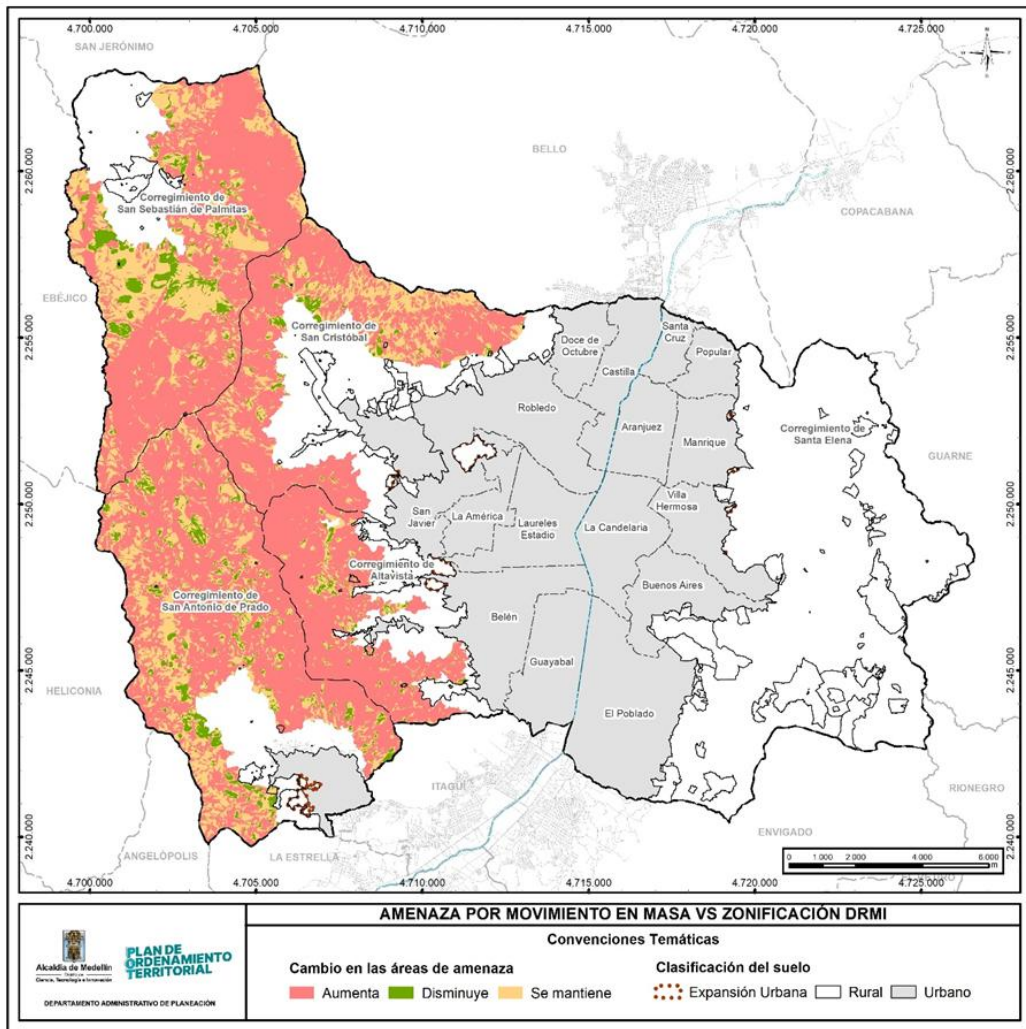 4.700.000
4.705.000
4.710.000
4.715.000
4.720.000
4.725.000
SAN JERÓNIMO
N
W
E
S
BELLO
2.260.000
2.260.000
Corregimiento de
San Sebastián de Palmitas
COPACABANA
EBÉJICO
2.255.000
2.255.000
Corregimiento de
San Cristóbal
Santa
Cruz
Doce de
Octubre
Popular
Castilla
Robledo
Aranjuez
Manrique
Corregimiento de
Santa Elena
GUARNE
2.250.000
2.250.000
San
Javier
La América
Laureles
Estadio
La Candelaria
Villa
Hermosa
Corregimiento de
Altavista
Buenos Aires
Corregimiento de
San Antonio de Prado
Belén
Guayabal
2.245.000
2.245.000
HELICONIA
El Poblado
ITAGÜÍ
RIONEGRO
2.240.000
2.240.000
ANGELÓPOLIS
LA ESTRELLA
ENVIGADO
0 1.000 2.000 4.000 6.000
m
4.700.000
4.705.000
4.710.000
4.715.000
4.720.000
4.725.000
AMENAZA POR MOVIMIENTO EN MASA VS ZONIFICACIÓN DRMI
Convenciones Temáticas
Cambio en las áreas de amenaza
Clasificación del suelo
Aumenta Disminuye Se mantiene
Expansión Urbana Rural Urbano
Alcaldía de Medellín
Ciencia, Tecnología e Innovación
PLAN DE
ORDENAMIENTO
TERRITORIAL
DEPARTAMENTO ADMINISTRATIVO DE PLANEACIÓN